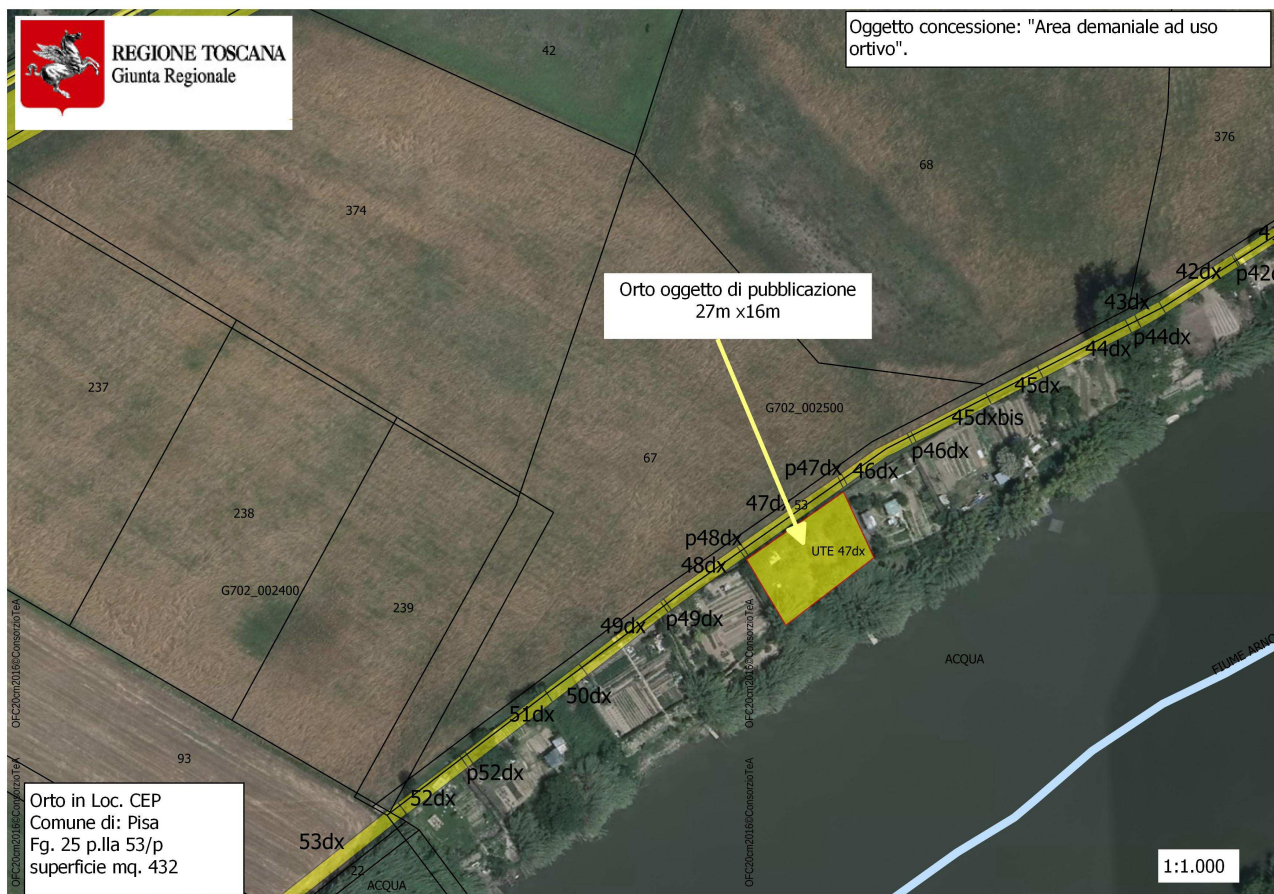 REGIONE TOSCANA
Giunta Regionale
Oggetto concessione: "Area demaniale ad uso
ortivo".
42
376
68
374
Orto oggetto di pubblicazione
27m x16m
42dx
43dx
p44dx
44dx
45dx
45dxbis
237
G702_002500
p46dx
67
p47dx
46dx
47dx
53
238
p48dx
UTE 47dx
48dx
G702_002400
239
p49dx
49dx
OFC20cm2016©ConsorzioTeA
OFC20cm2016©ConsorzioTeA
ACQUA
FIUME ARNO
50dx
51dx
93
p52dx
OFC20cm2016©ConsorzioTeA
OFC20cm2016©ConsorzioTeA
52dx
Orto in Loc. CEP
Comune di: Pisa
Fg. 25 p.lla 53/p
superficie mq. 432
53dx
22
ACQUA
1:1.000